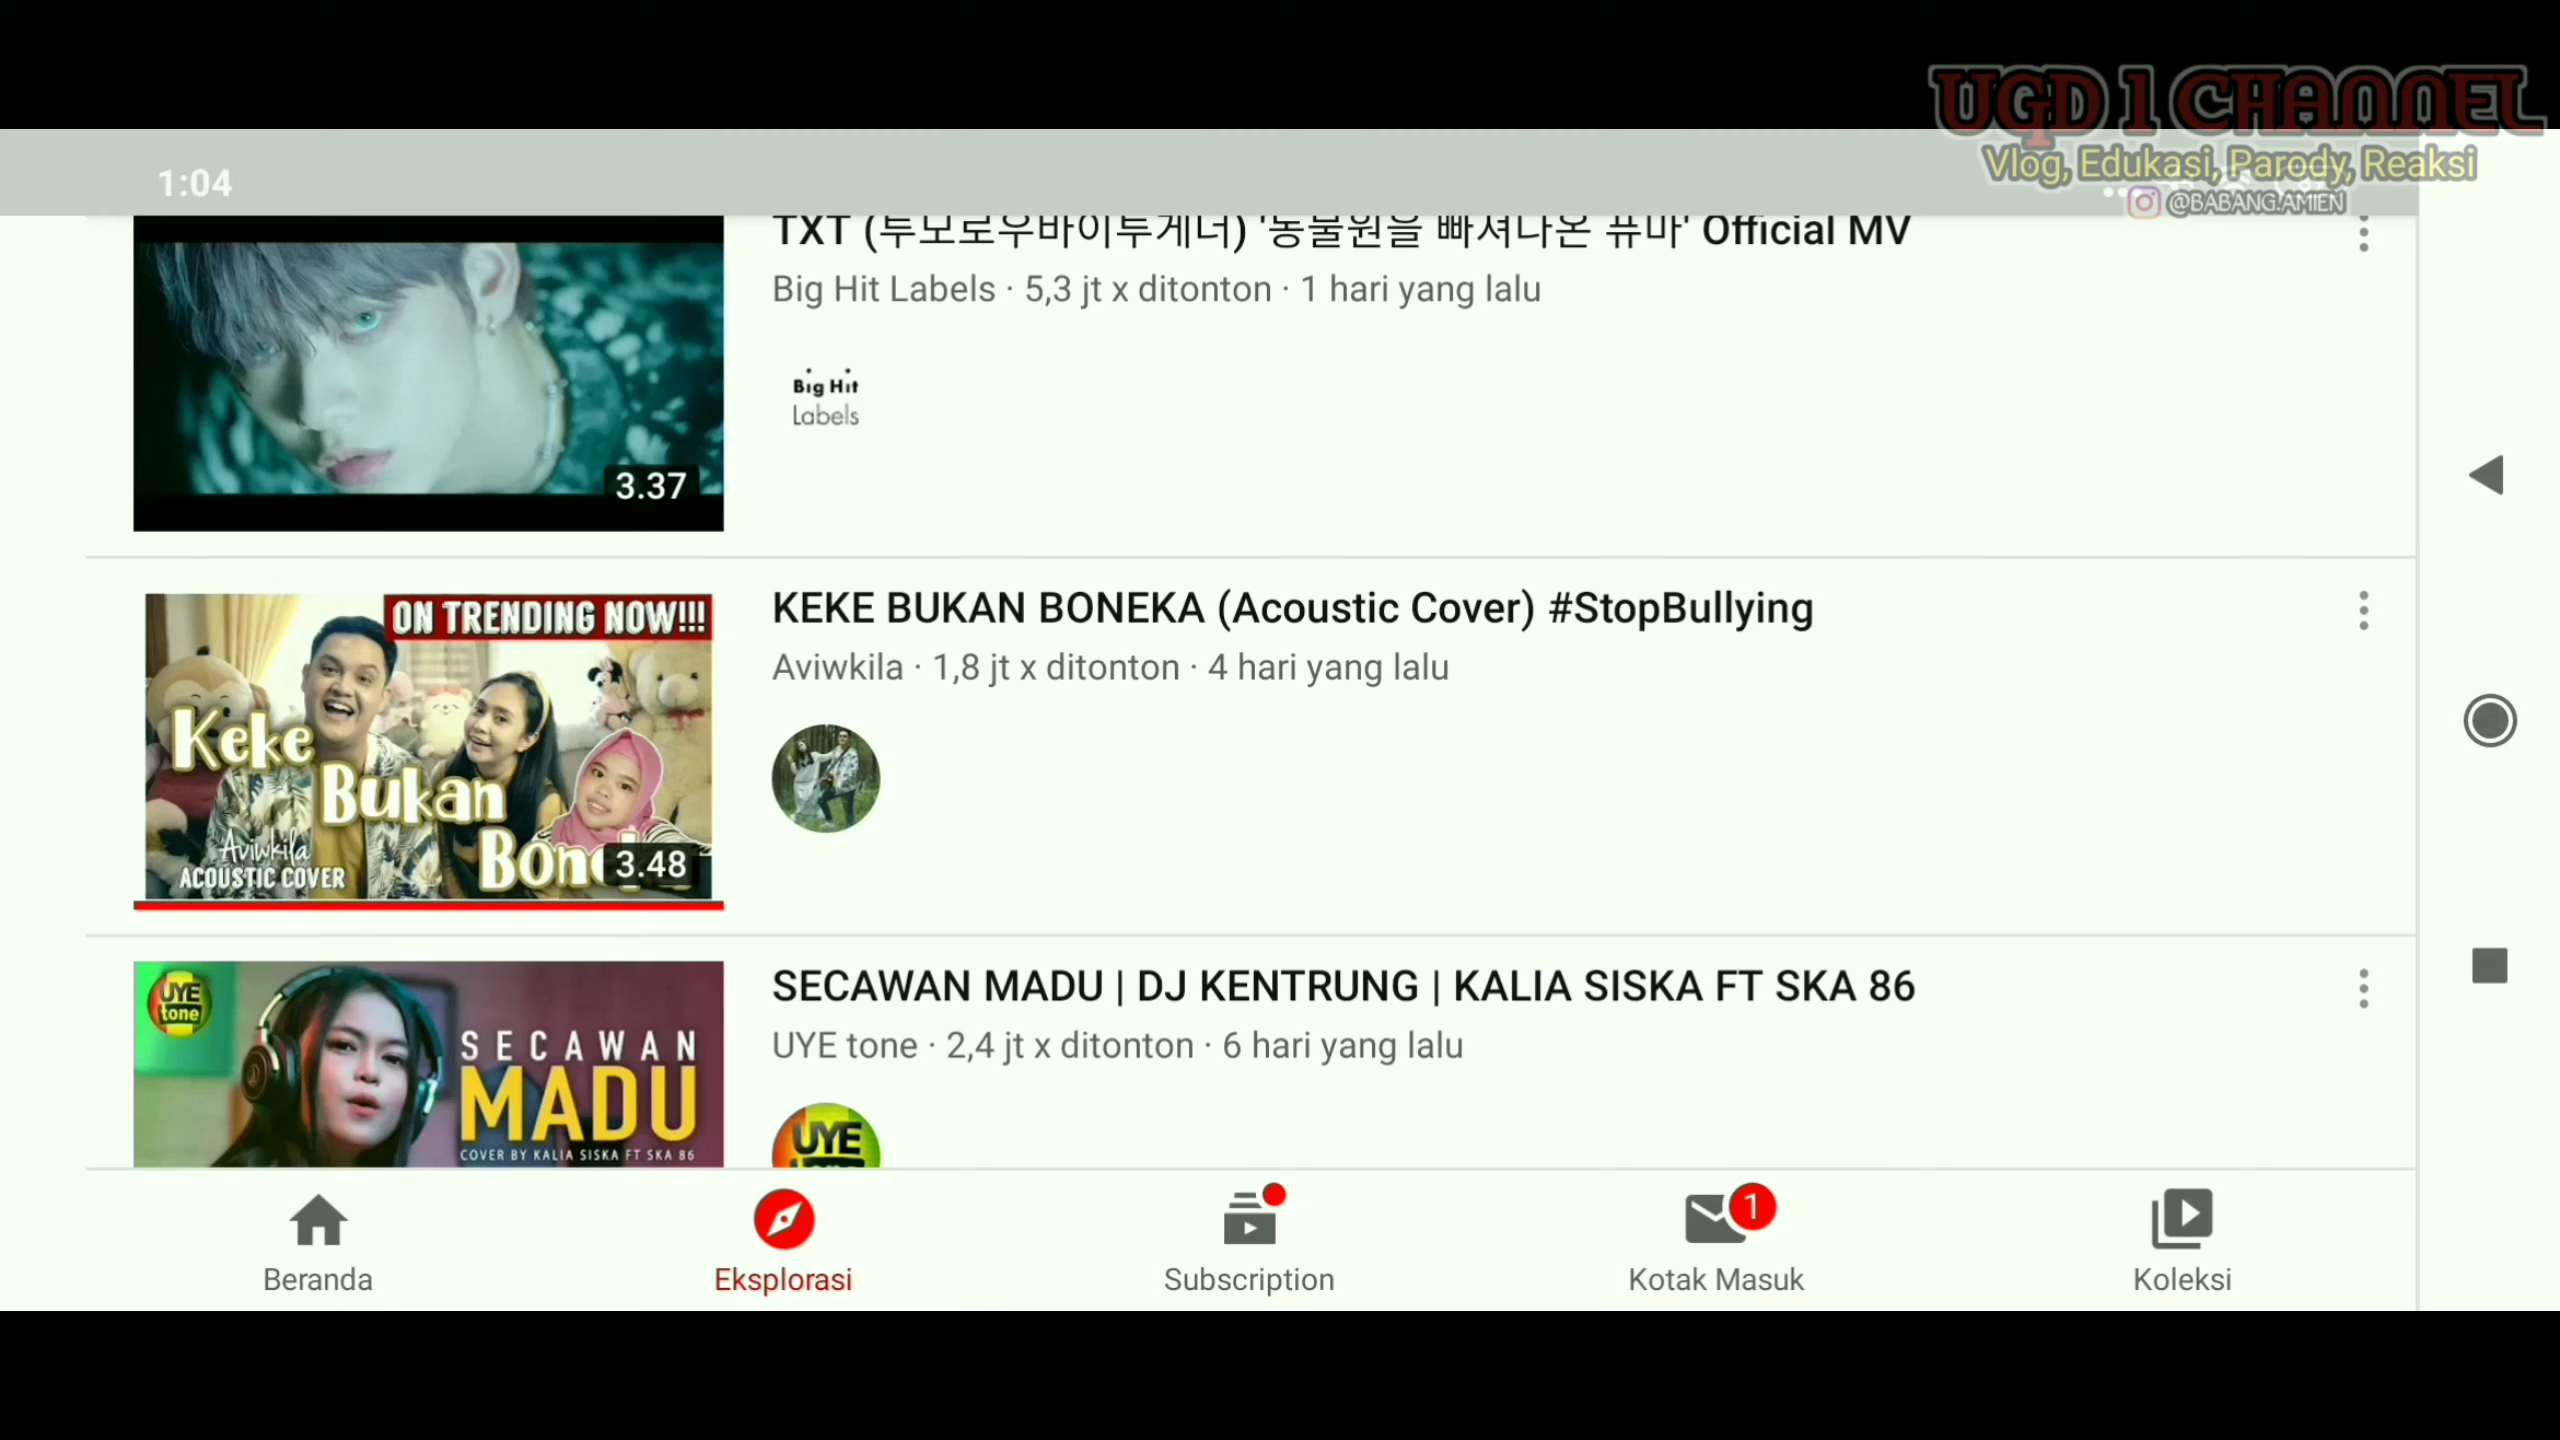 UGD 1 CHANNEL
Vlog, Edukasi, Parody, Reaksi
@BABANG.AMIEN
1:04
TXT (투모로우바이투게더) '동물원을 빠져나온 퓨마' Official MV
Big Hit Labels · 5,3 jt x ditonton · 1 hari yang lalu
Big Hit
Labels
3.37
KEKE BUKAN BONEKA (Acoustic Cover) #StopBullying
Aviwkila · 1,8 jt x ditonton · 4 hari yang lalu
ON TRENDING NOW!!!
Keke
Bukan
Aviwkila
ACOUSTIC COVER
3.48
SECAWAN MADU | DJ KENTRUNG | KALIA SISKA FT SKA 86
UYE tone · 2,4 jt x ditonton · 6 hari yang lalu
UYE
tone
SECAWAN
MADU
COVER BY KALIA SISKA FT SKA 86
UYE
1
Beranda
Eksplorasi
Subscription
Kotak Masuk
Koleksi